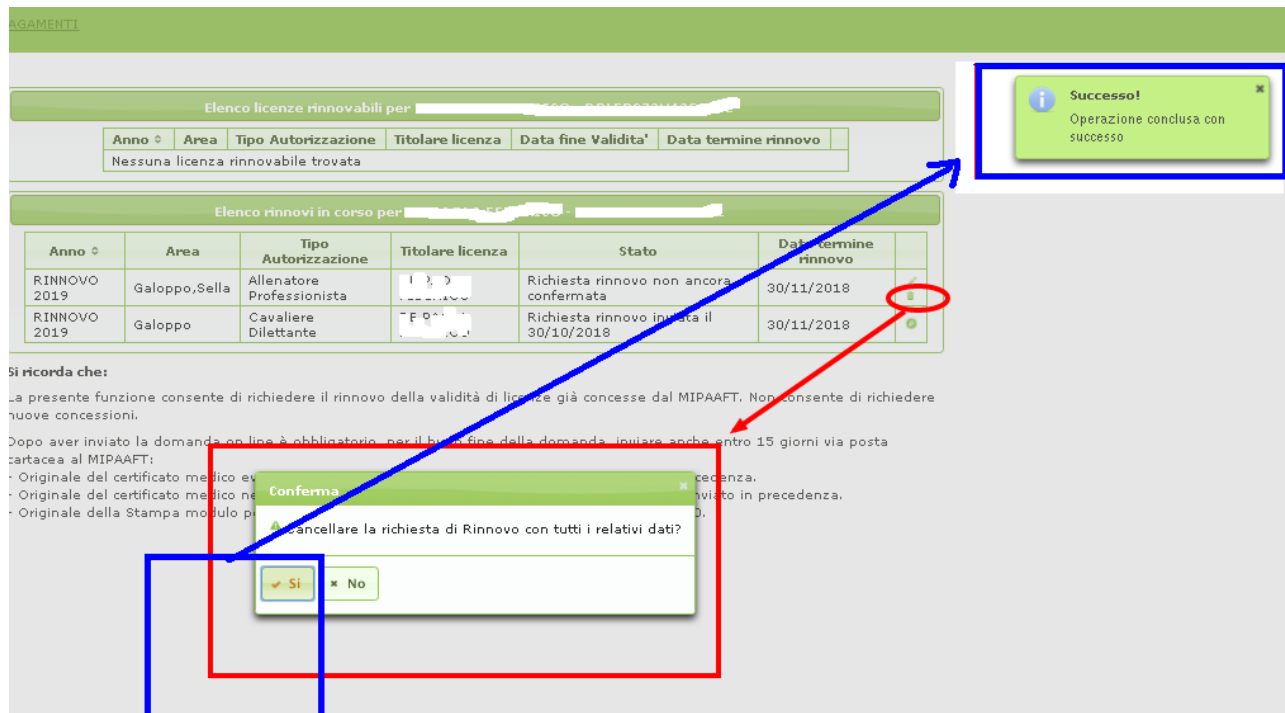 AGAMENTI
Successo!
Operazione conclusa con
successo
Elenco licenze rinnovabili per
Anno Area Tipo Autorizzazione Titolare licenza Data fine Validita' Data termine rinnovo
Nessuna licenza rinnovabile trovata
Elenco rinnovi in corso per
Anno Area Tipo Autorizzazione Titolare licenza Stato Data termine rinnovo
RINNOVO 2019 Galoppo,Sella Allenatore Professionista Richiesta rinnovo non ancora confermata 30/11/2018
RINNOVO 2019 Galoppo Cavaliere Dilettante Richiesta rinnovo inviata il 30/10/2018 30/11/2018
Si ricorda che:
La presente funzione consente di richiedere il rinnovo della validità di licenze già concesse dal MIPAAFT. Non consente di richiedere
nuove concessioni.
Dopo aver inviato la domanda on line è obbligatorio, per il buon fine della domanda, inviare anche entro 15 giorni via posta
cartacea al MIPAAFT:
- Originale del certificato medico
- Originale del certificato medico inviato in precedenza.
- Originale della Stampa modulo
Conferma
Cancellare la richiesta di Rinnovo con tutti i relativi dati?
Si No